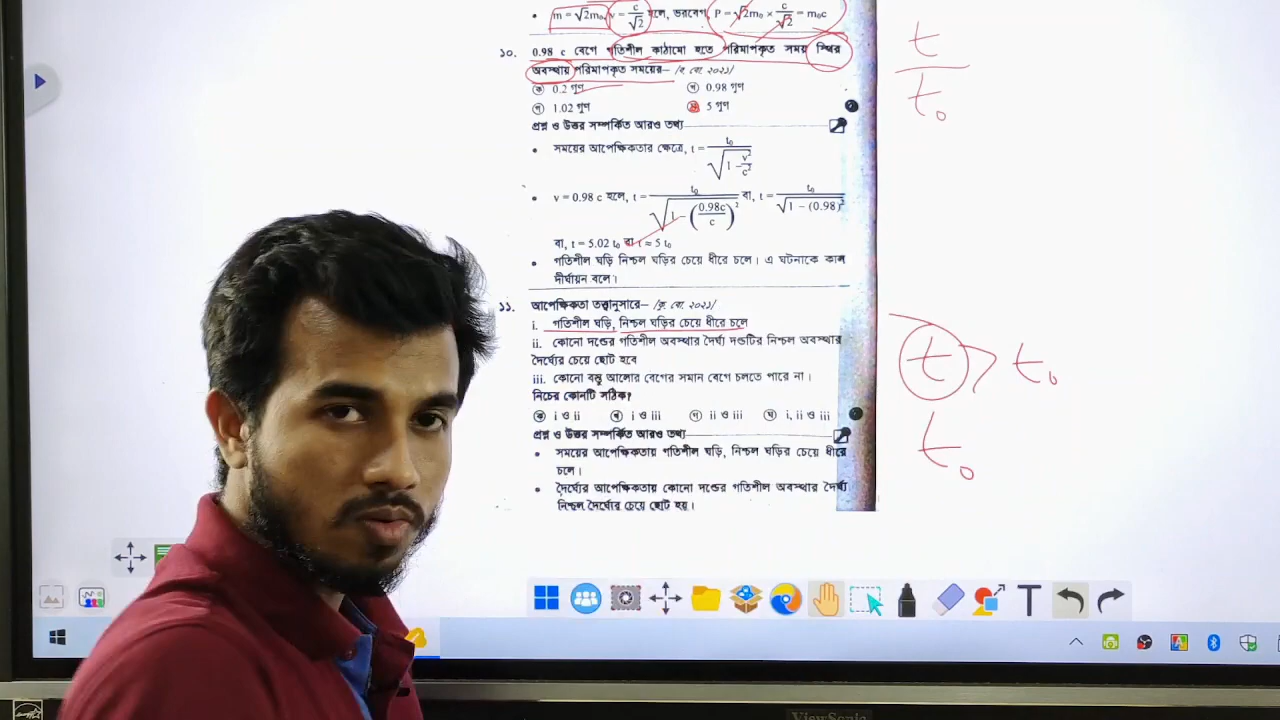 • m = √2m₀, v = c/√2 হলে, ভরবেগ, P = √2m₀ × c/√2 = m₀c
১০. 0.98 c বেগে গতিশীল কাঠামো হতে পরিমাপকৃত সময় স্থির
অবস্থায় পরিমাপকৃত সময়ের– /ব. বো. ২০২১/
ক 0.2 গুণ খ 0.98 গুণ
গ 1.02 গুণ 5 গুণ
প্রশ্ন ও উত্তর সম্পর্কিত আরও তথ্য
• সময়ের আপেক্ষিকতার ক্ষেত্রে, t = t₀/√(1 − v²/c²)
• v = 0.98 c হলে, t = t₀/√(1 − (0.98c/c)²) বা, t = t₀/√(1 − (0.98)²)
বা, t = 5.02 t₀ বা t ≈ 5 t₀
• গতিশীল ঘড়ি নিশ্চল ঘড়ির চেয়ে ধীরে চলে। এ ঘটনাকে কাল
দীর্ঘায়ন বলে।
১১. আপেক্ষিকতা তত্ত্বানুসারে– /কু. বো. ২০২১/
i. গতিশীল ঘড়ি, নিশ্চল ঘড়ির চেয়ে ধীরে চলে
ii. কোনো দণ্ডের গতিশীল অবস্থার দৈর্ঘ্য দণ্ডটির নিশ্চল অবস্থার
দৈর্ঘ্যের চেয়ে ছোট হবে
iii. কোনো বস্তু আলোর বেগের সমান বেগে চলতে পারে না।
নিচের কোনটি সঠিক?
ক i ও ii খ i ও iii গ ii ও iii ঘ i, ii ও iii
প্রশ্ন ও উত্তর সম্পর্কিত আরও তথ্য
• সময়ের আপেক্ষিকতায় গতিশীল ঘড়ি, নিশ্চল ঘড়ির চেয়ে ধীরে
চলে।
• দৈর্ঘ্যের আপেক্ষিকতায় কোনো দণ্ডের গতিশীল অবস্থার দৈর্ঘ্য
নিশ্চল দৈর্ঘ্যের চেয়ে ছোট হয়।
t
t₀
t > t₀
t₀
T
A
ViewSonic